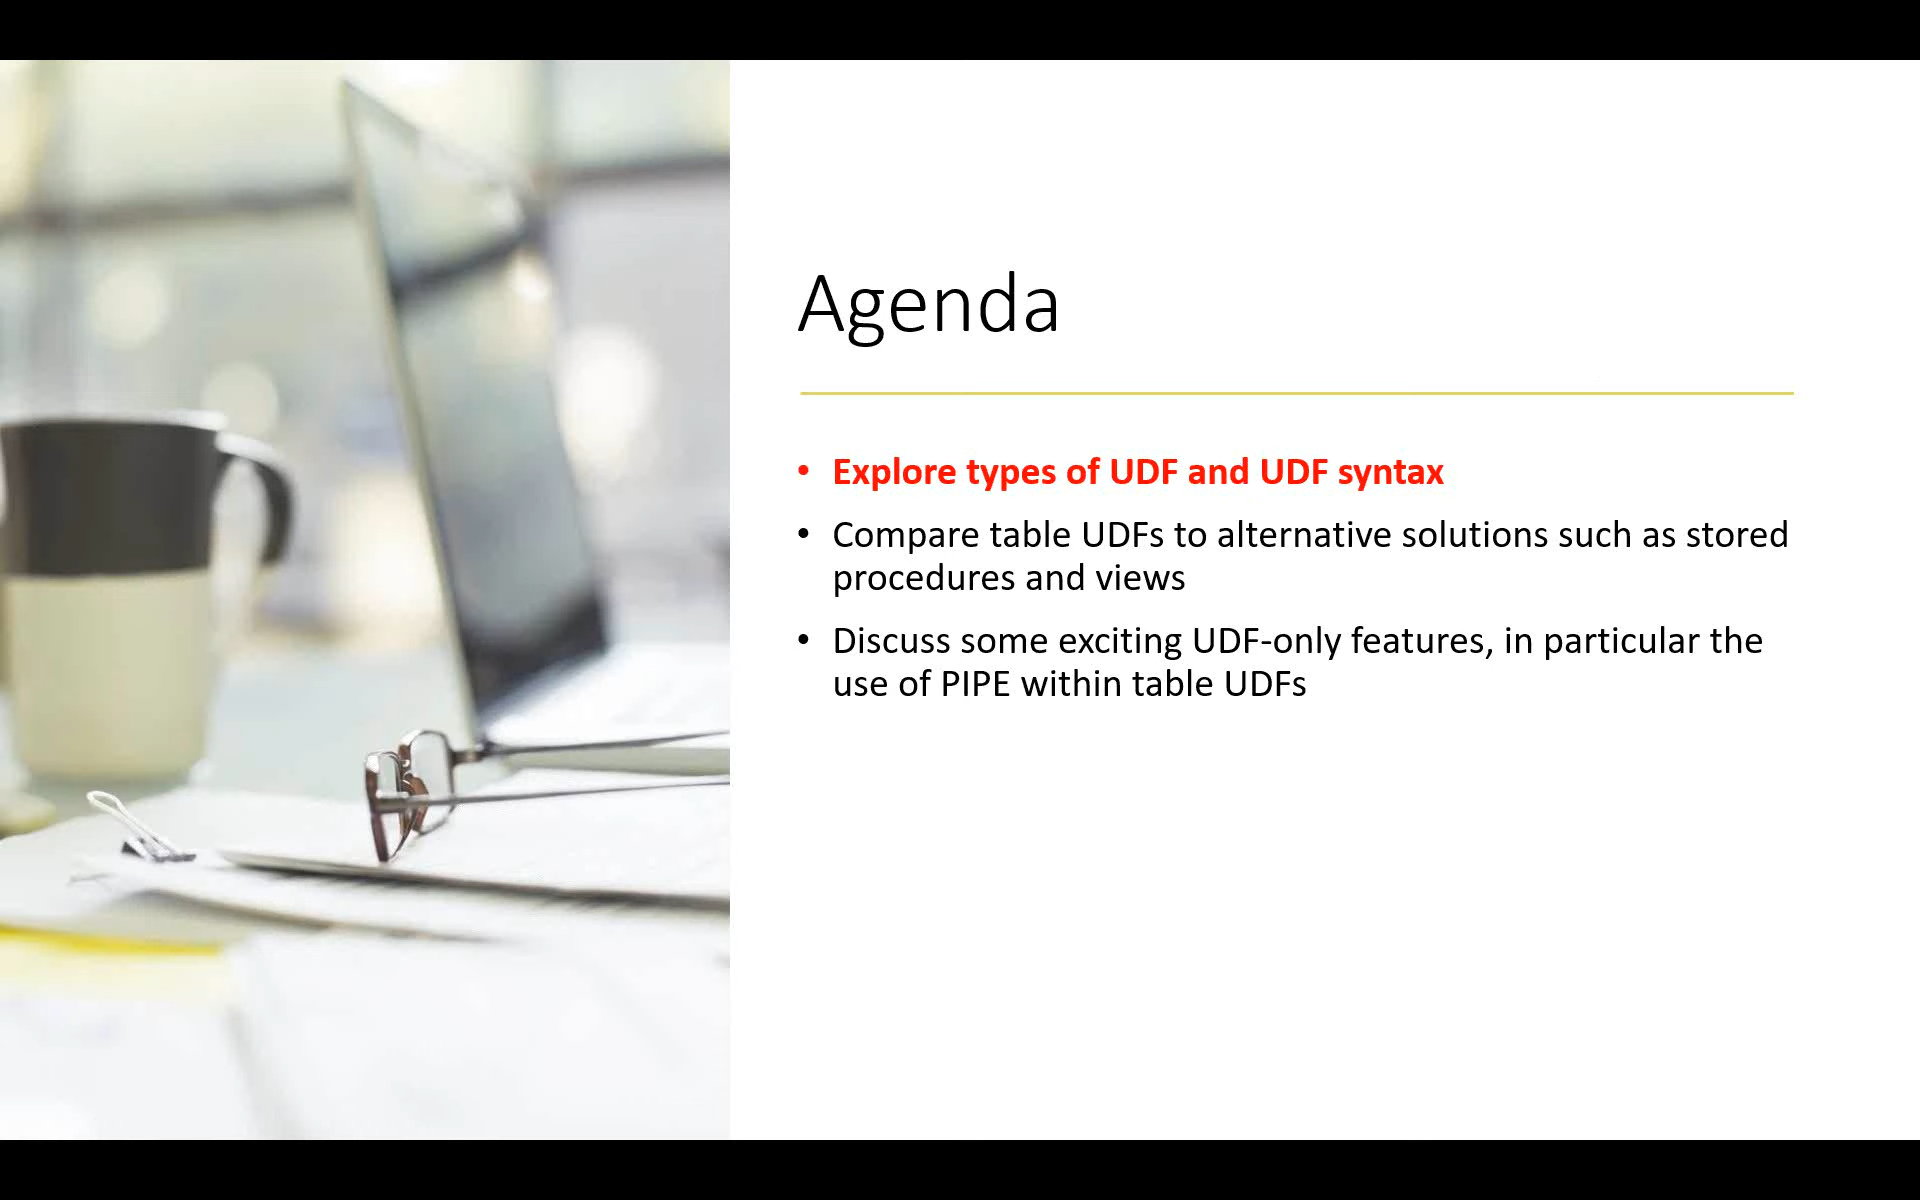 Agenda
• Explore types of UDF and UDF syntax
• Compare table UDFs to alternative solutions such as stored
procedures and views
• Discuss some exciting UDF-only features, in particular the
use of PIPE within table UDFs